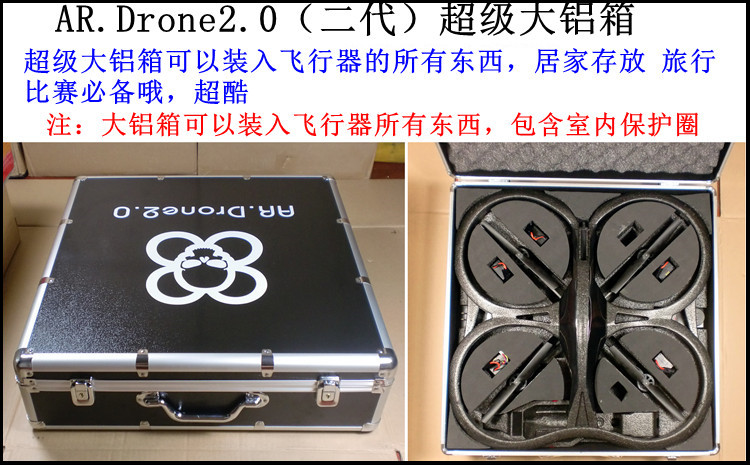 AR.Drone2.0（二代）超级大铝箱
超级大铝箱可以装入飞行器的所有东西，居家存放 旅行
比赛必备哦，超酷
注：大铝箱可以装入飞行器所有东西，包含室内保护圈
AR.Drone2.0